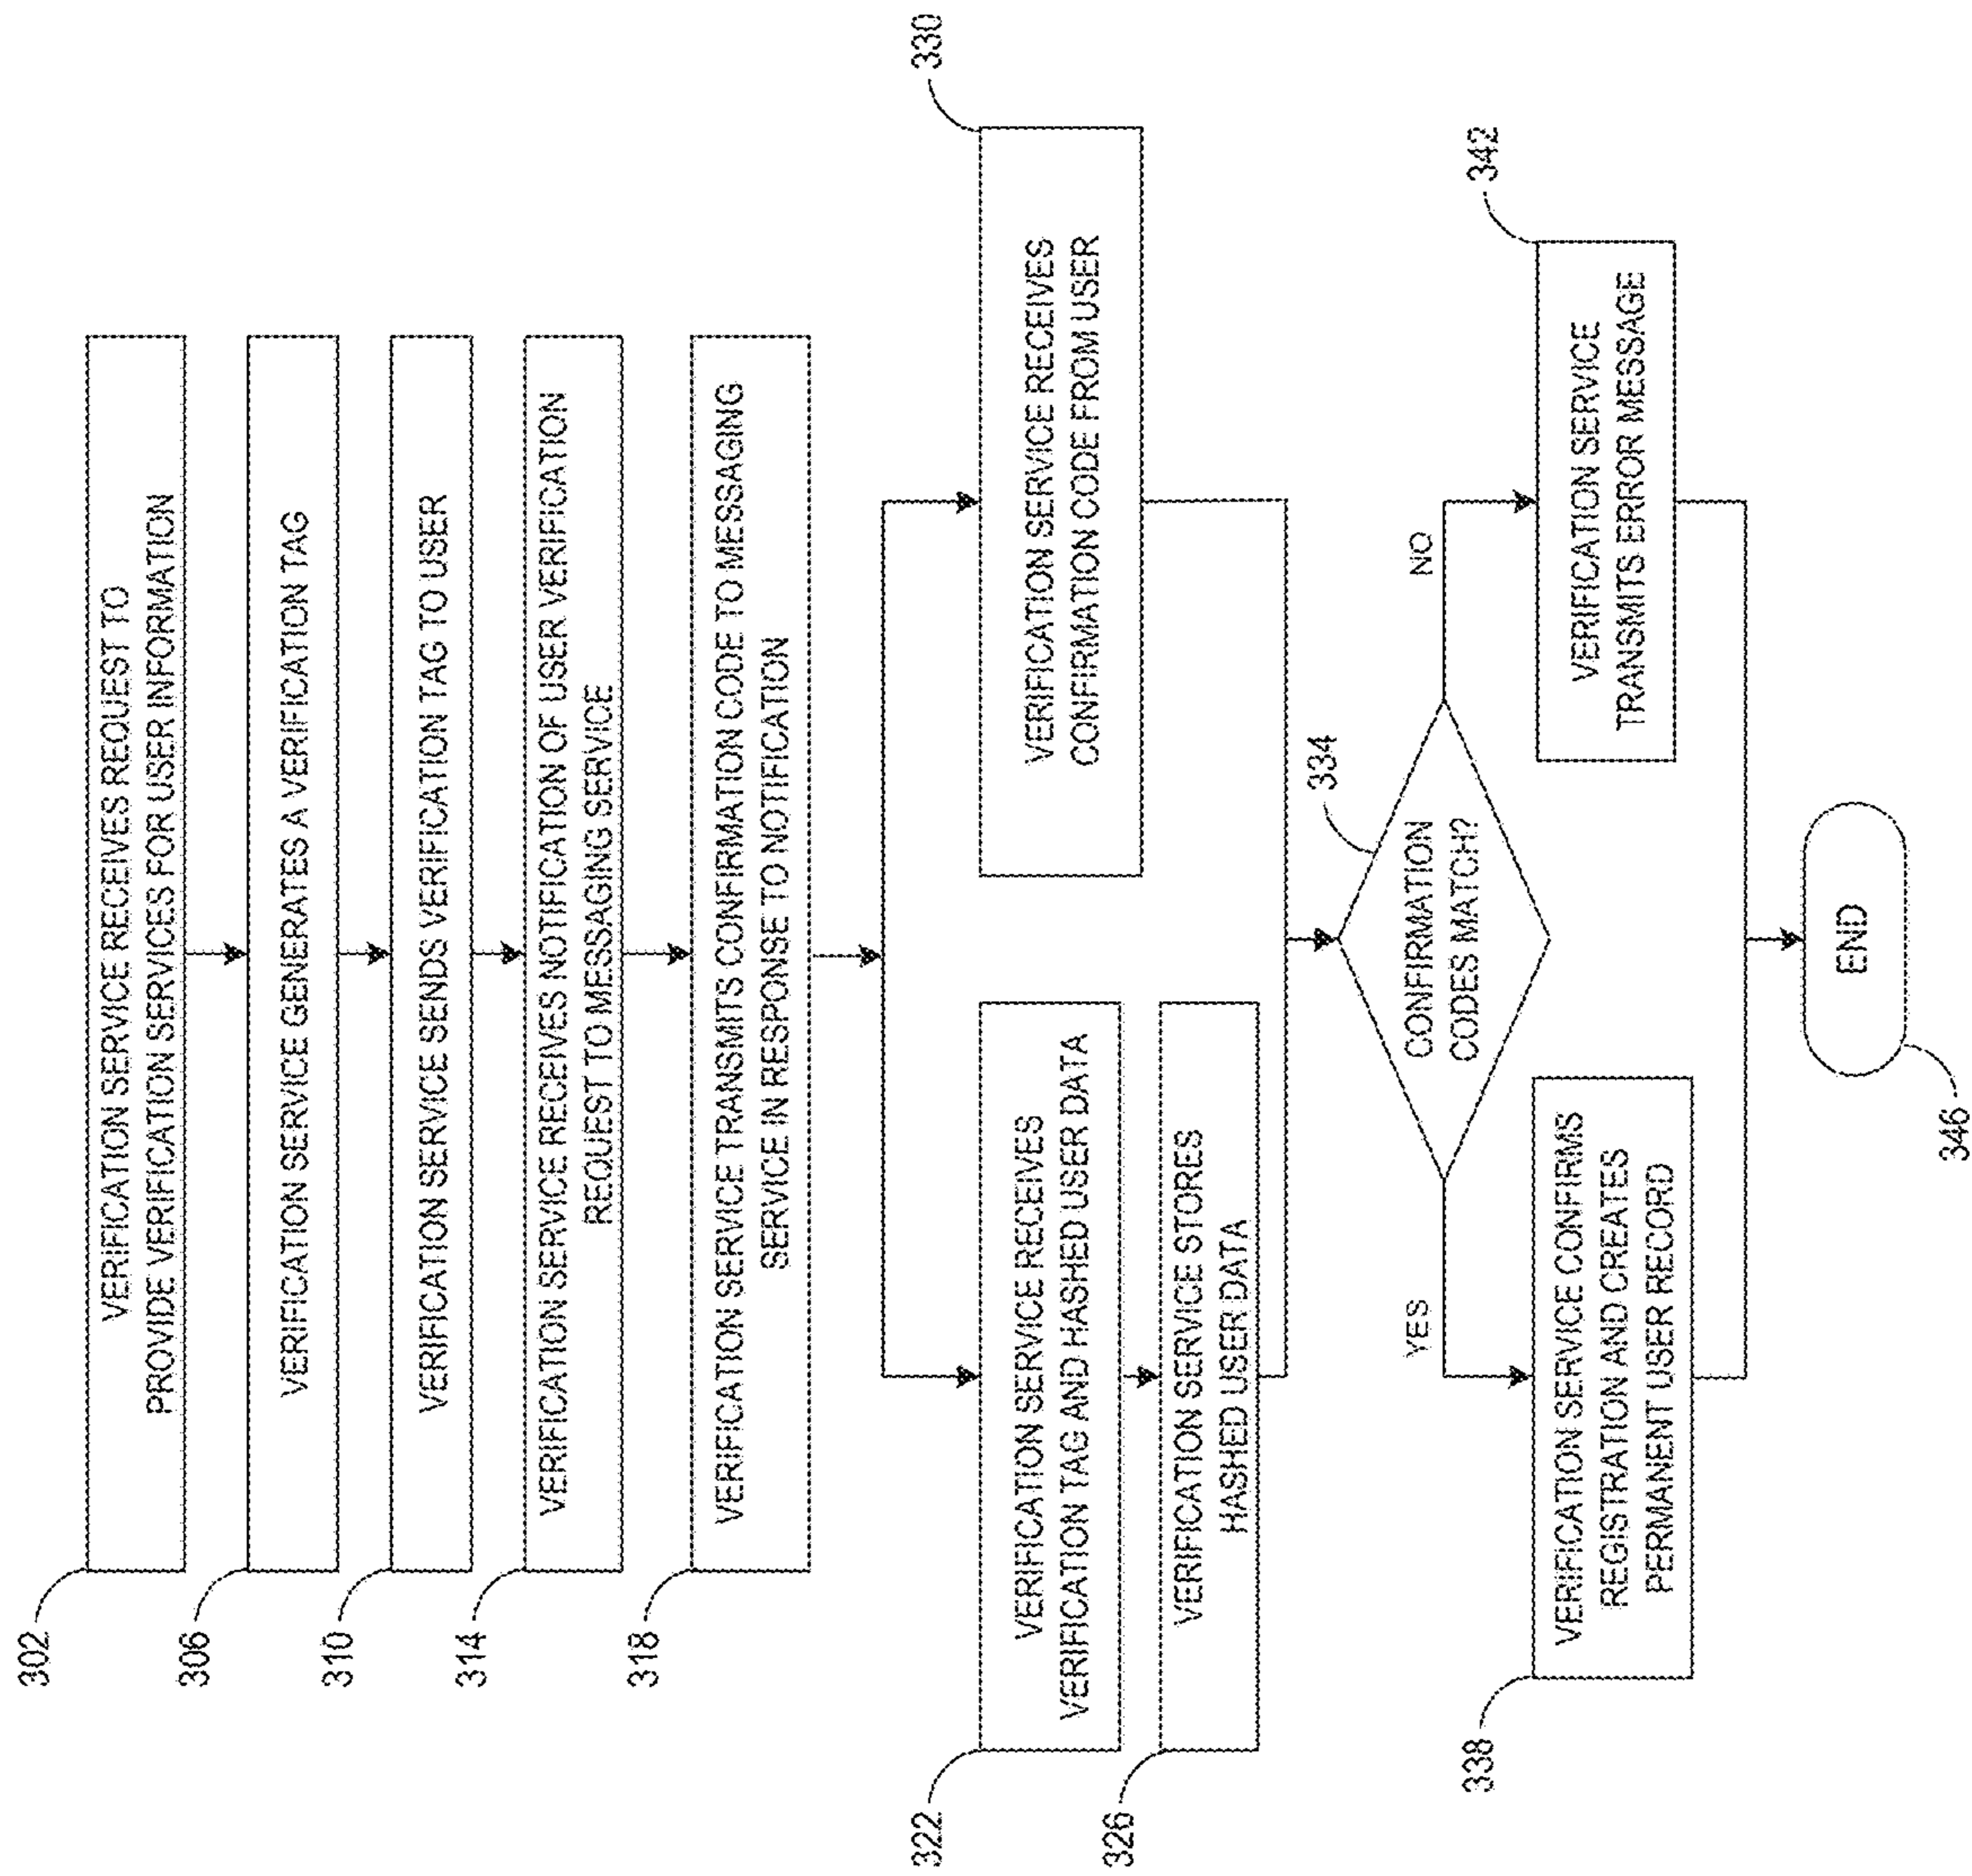 302
VERIFICATION SERVICE RECEIVES REQUEST TO
PROVIDE VERIFICATION SERVICES FOR USER INFORMATION
306
VERIFICATION SERVICE GENERATES A VERIFICATION TAG
310
VERIFICATION SERVICE SENDS VERIFICATION TAG TO USER
314
VERIFICATION SERVICE RECEIVES NOTIFICATION OF USER VERIFICATION
REQUEST TO MESSAGING SERVICE
318
VERIFICATION SERVICE TRANSMITS CONFIRMATION CODE TO MESSAGING
SERVICE IN RESPONSE TO NOTIFICATION
322
VERIFICATION SERVICE RECEIVES
VERIFICATION TAG AND HASHED USER DATA
326
VERIFICATION SERVICE STORES
HASHED USER DATA
330
VERIFICATION SERVICE RECEIVES
CONFIRMATION CODE FROM USER
334
CONFIRMATION
CODES MATCH?
YES
NO
338
VERIFICATION SERVICE CONFIRMS
REGISTRATION AND CREATES
PERMANENT USER RECORD
342
VERIFICATION SERVICE
TRANSMITS ERROR MESSAGE
END
346